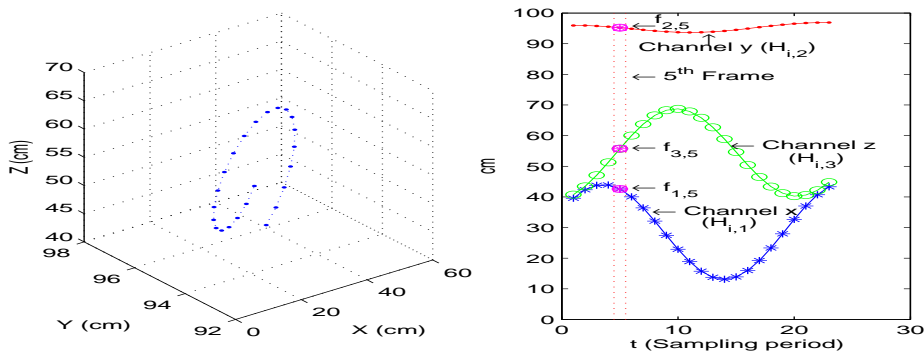 70
65
60
55
50
45
40
Z (cm)
98
96
94
92
Y (cm)
0
20
40
60
X (cm)
100
90
80
70
60
50
40
30
20
10
0
cm
0
10
20
30
t (Sampling period)
f2,5
Channel y (Hi,2)
5th Frame
Channel z
(Hi,3)
f3,5
f1,5
Channel x
(Hi,1)